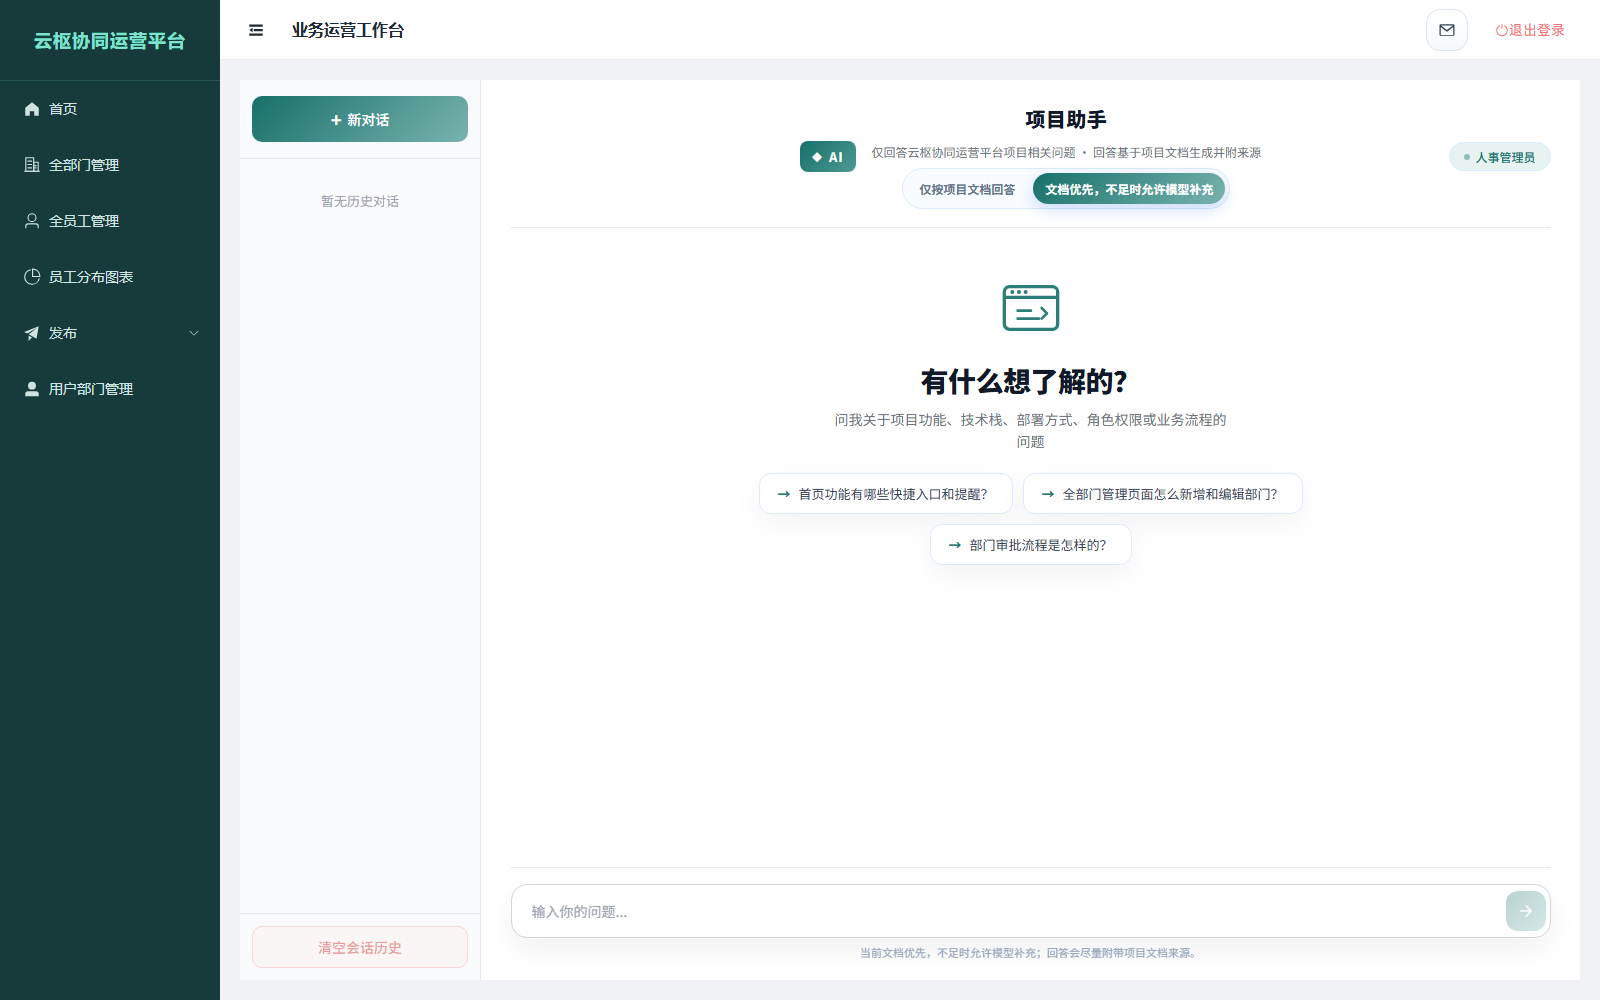 云枢协同运营平台
首页
全部门管理
全员工管理
员工分布图表
发布
用户部门管理
业务运营工作台
退出登录
+ 新对话
暂无历史对话
清空会话历史
项目助手
◆ AI
仅回答云枢协同运营平台项目相关问题 · 回答基于项目文档生成并附来源
仅按项目文档回答
文档优先，不足时允许模型补充
人事管理员
有什么想了解的？
问我关于项目功能、技术栈、部署方式、角色权限或业务流程的
问题
→ 首页功能有哪些快捷入口和提醒？
→ 全部门管理页面怎么新增和编辑部门？
→ 部门审批流程是怎样的？
输入你的问题...
当前文档优先，不足时允许模型补充；回答会尽量附带项目文档来源。